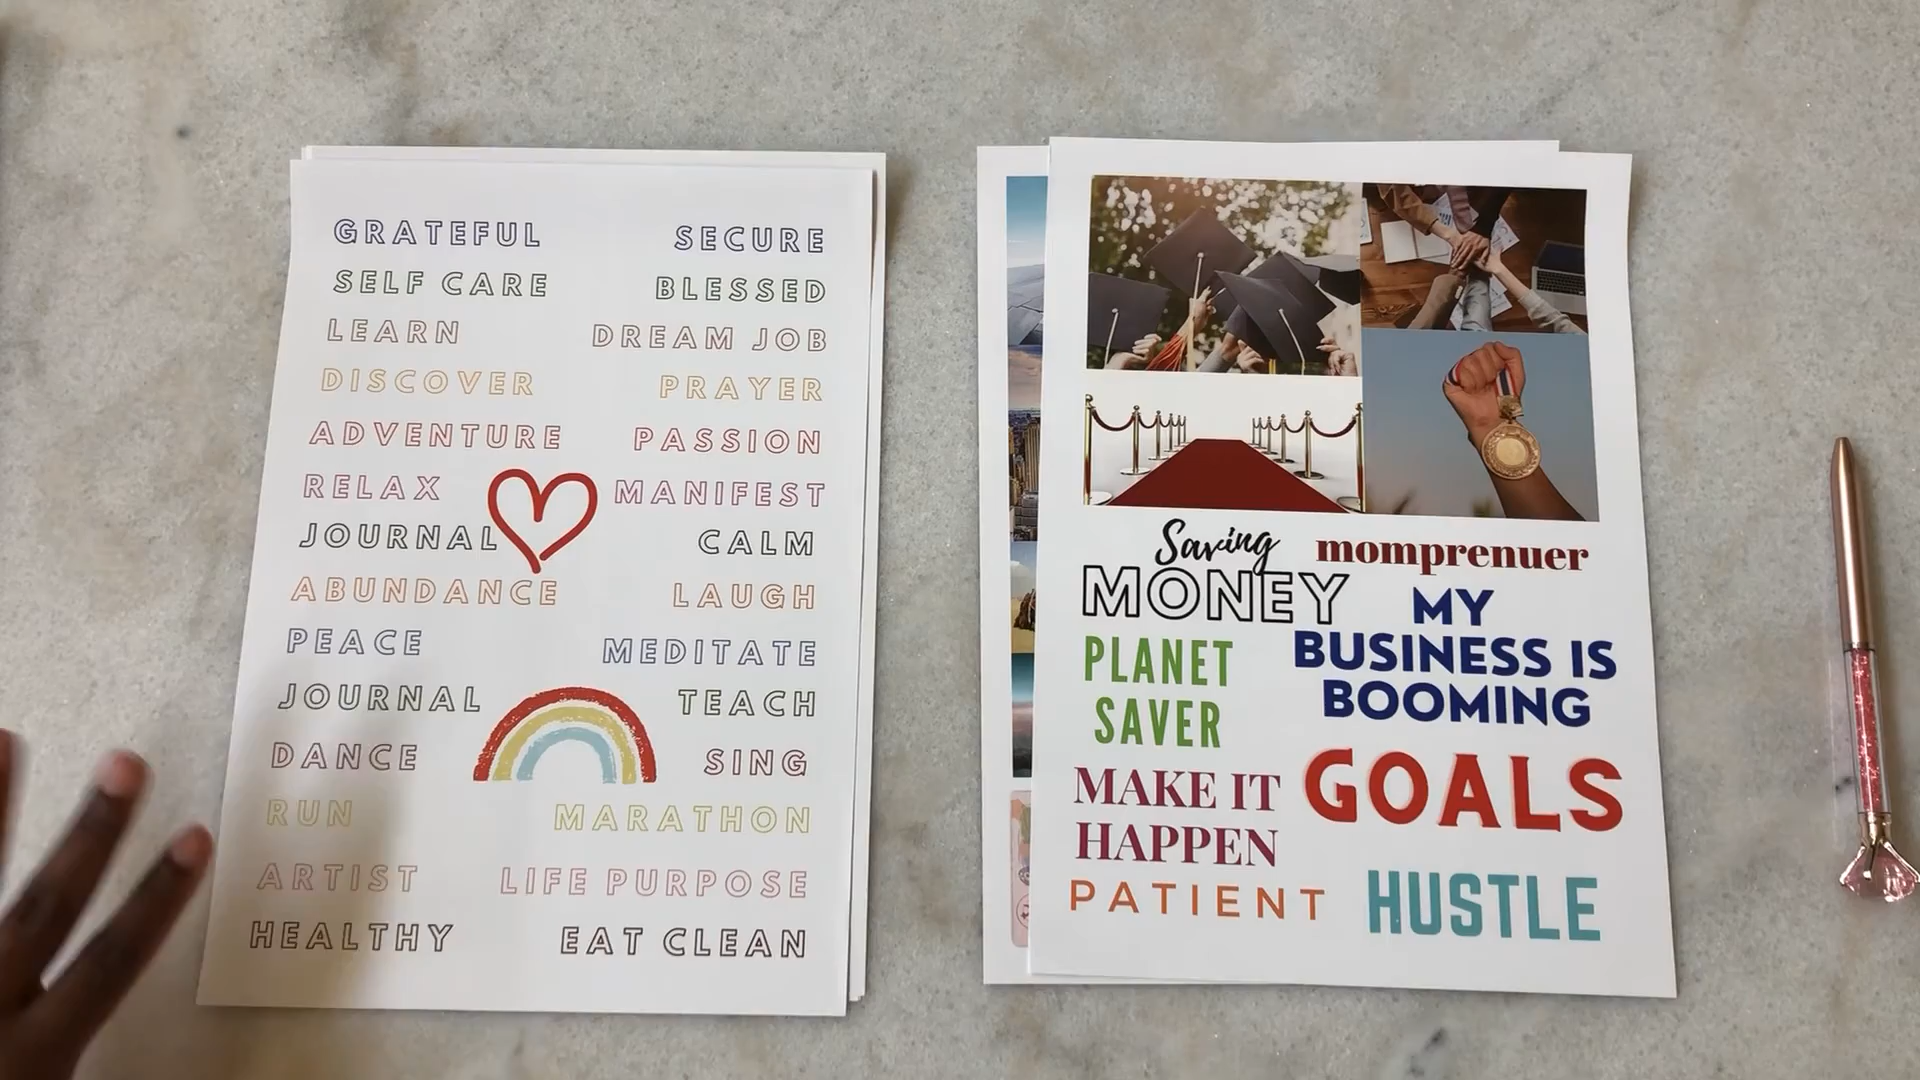 GRATEFUL
SELF CARE
LEARN
DISCOVER
ADVENTURE
RELAX
JOURNAL
ABUNDANCE
PEACE
JOURNAL
DANCE
RUN
ARTIST
HEALTHY
SECURE
BLESSED
DREAM JOB
PRAYER
PASSION
MANIFEST
CALM
LAUGH
MEDITATE
TEACH
SING
MARATHON
LIFE PURPOSE
EAT CLEAN
Saving
MONEY
PLANET
SAVER
MAKE IT
HAPPEN
PATIENT
momprenuer
MY
BUSINESS IS
BOOMING
GOALS
HUSTLE